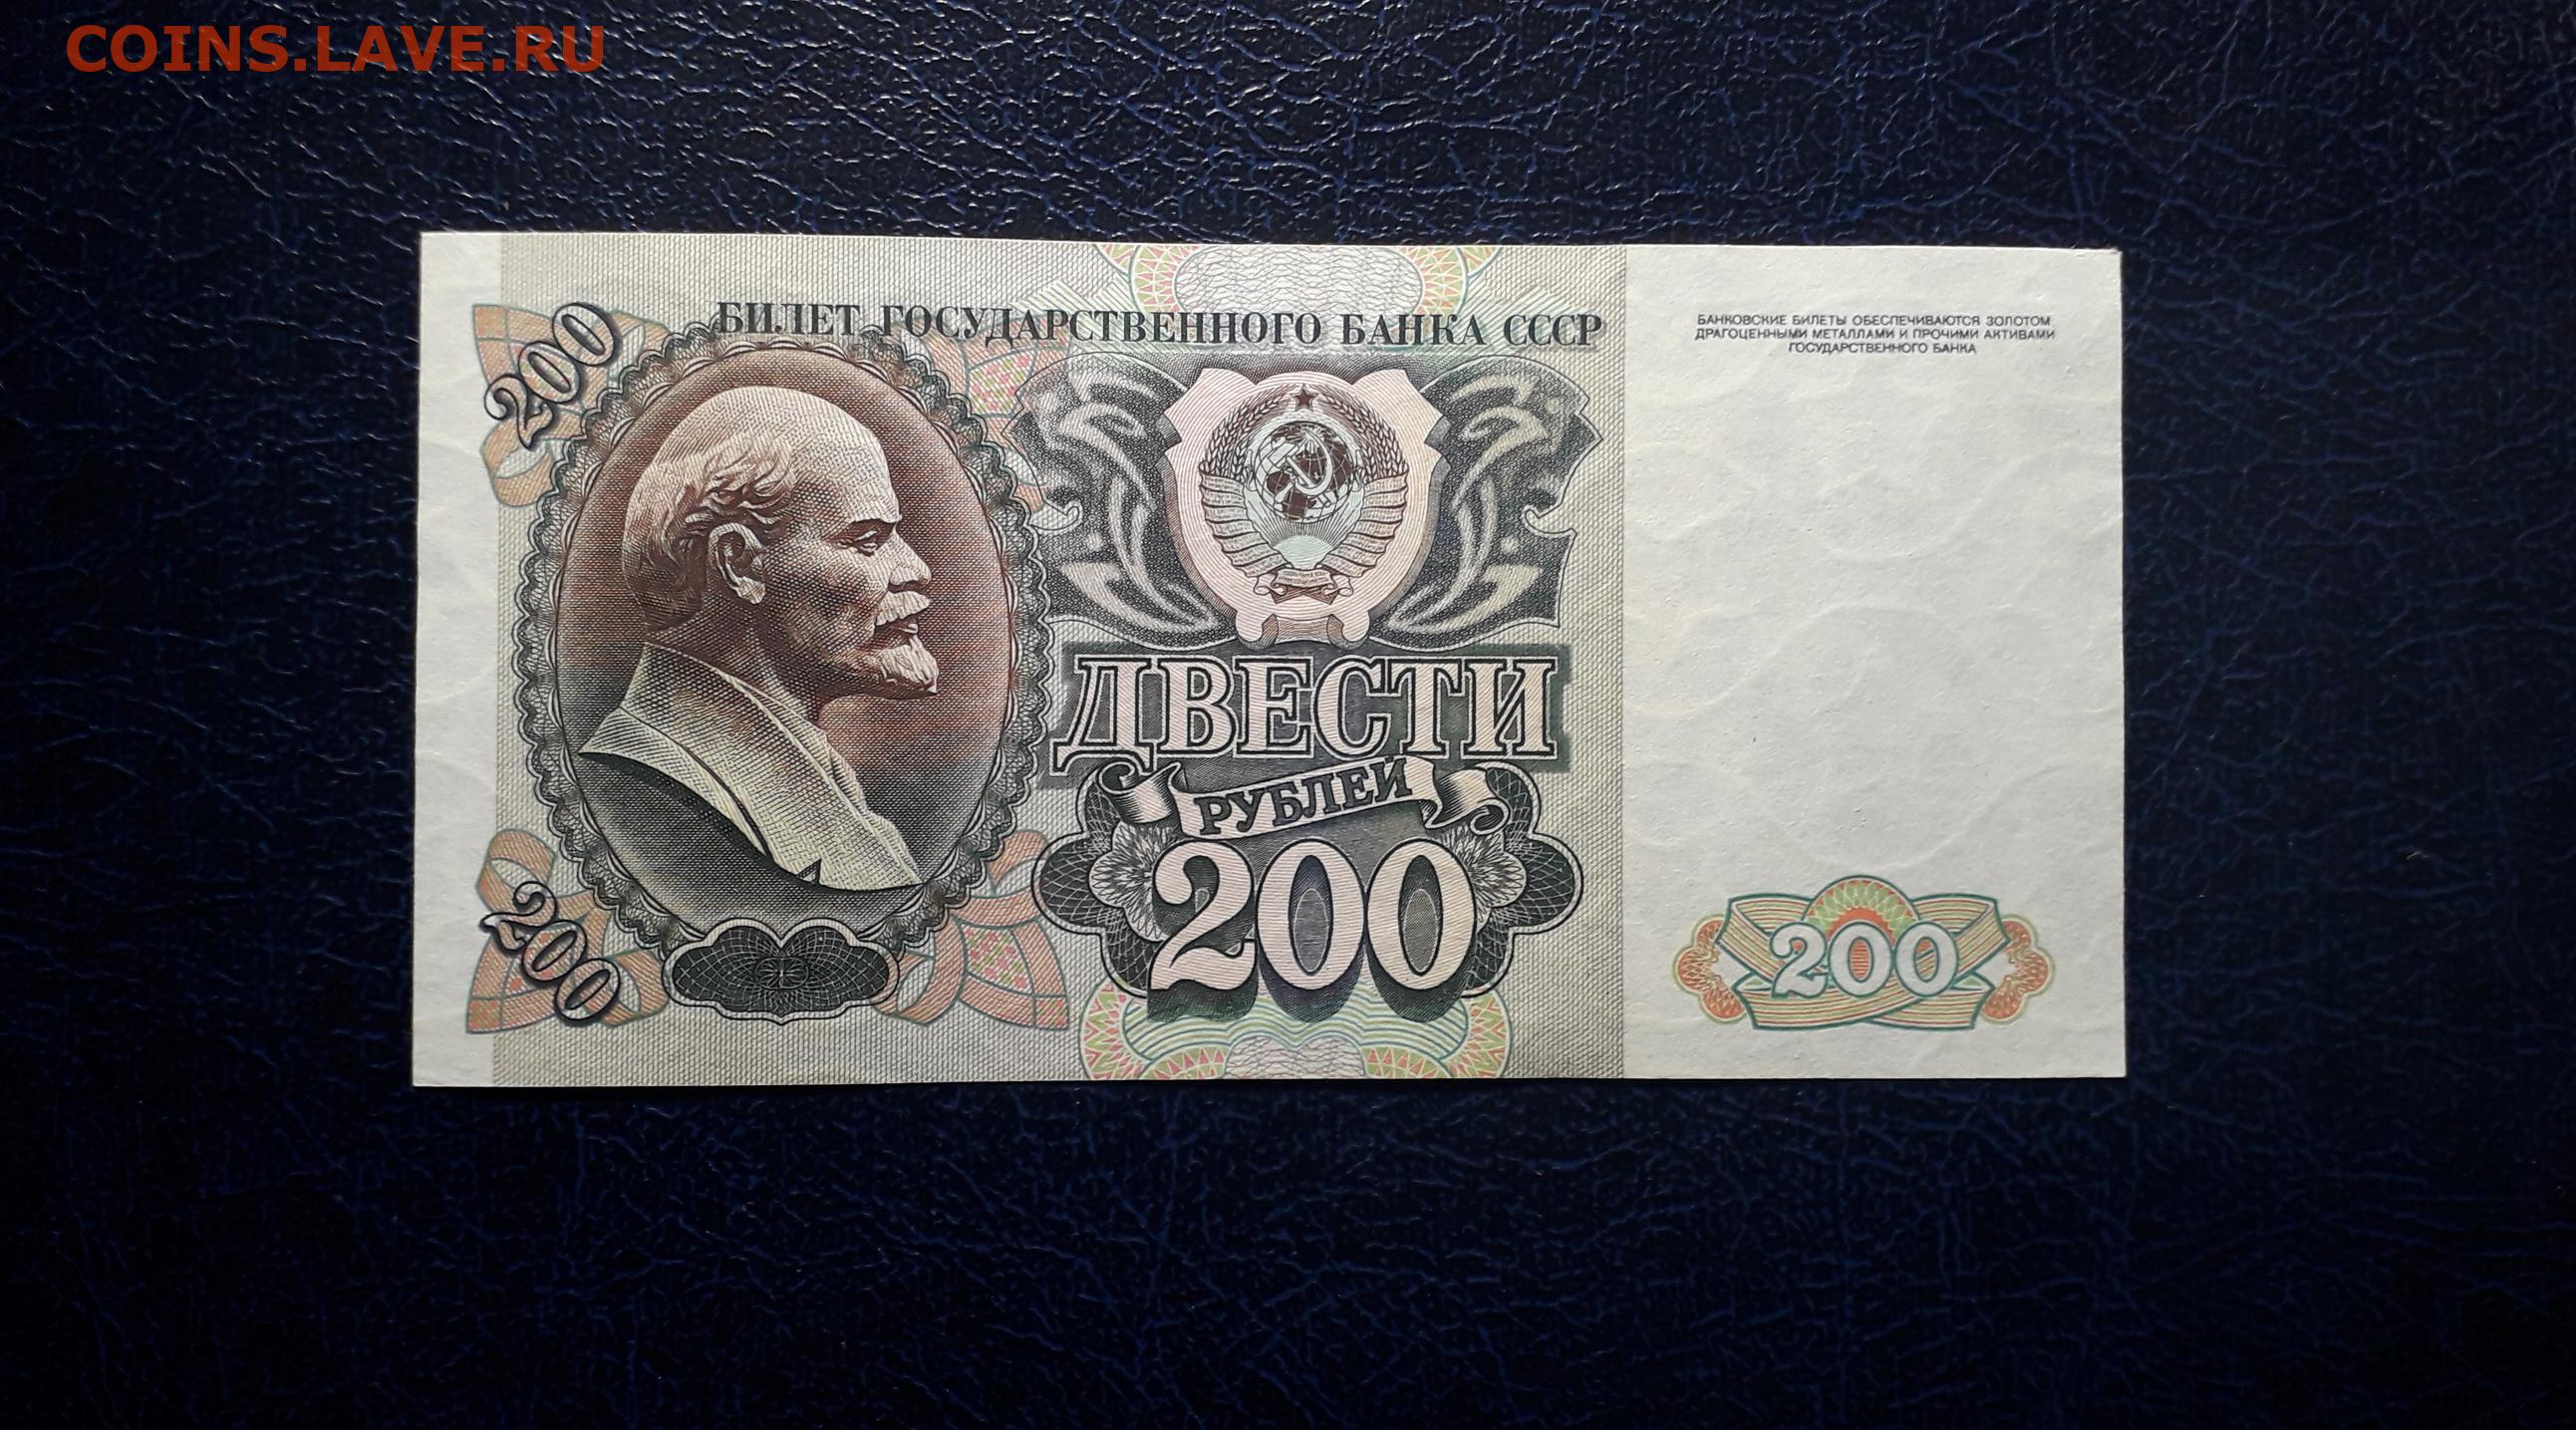 COINS.LAVE.RU
БИЛЕТ ГОСУДАРСТВЕННОГО БАНКА СССР
200
БАНКОВСКИЕ БИЛЕТЫ ОБЕСПЕЧИВАЮТСЯ ЗОЛОТОМ,
ДРАГОЦЕННЫМИ МЕТАЛЛАМИ И ПРОЧИМИ АКТИВАМИ
ГОСУДАРСТВЕННОГО БАНКА
ДВЕСТИ
РУБЛЕЙ
200
200
200